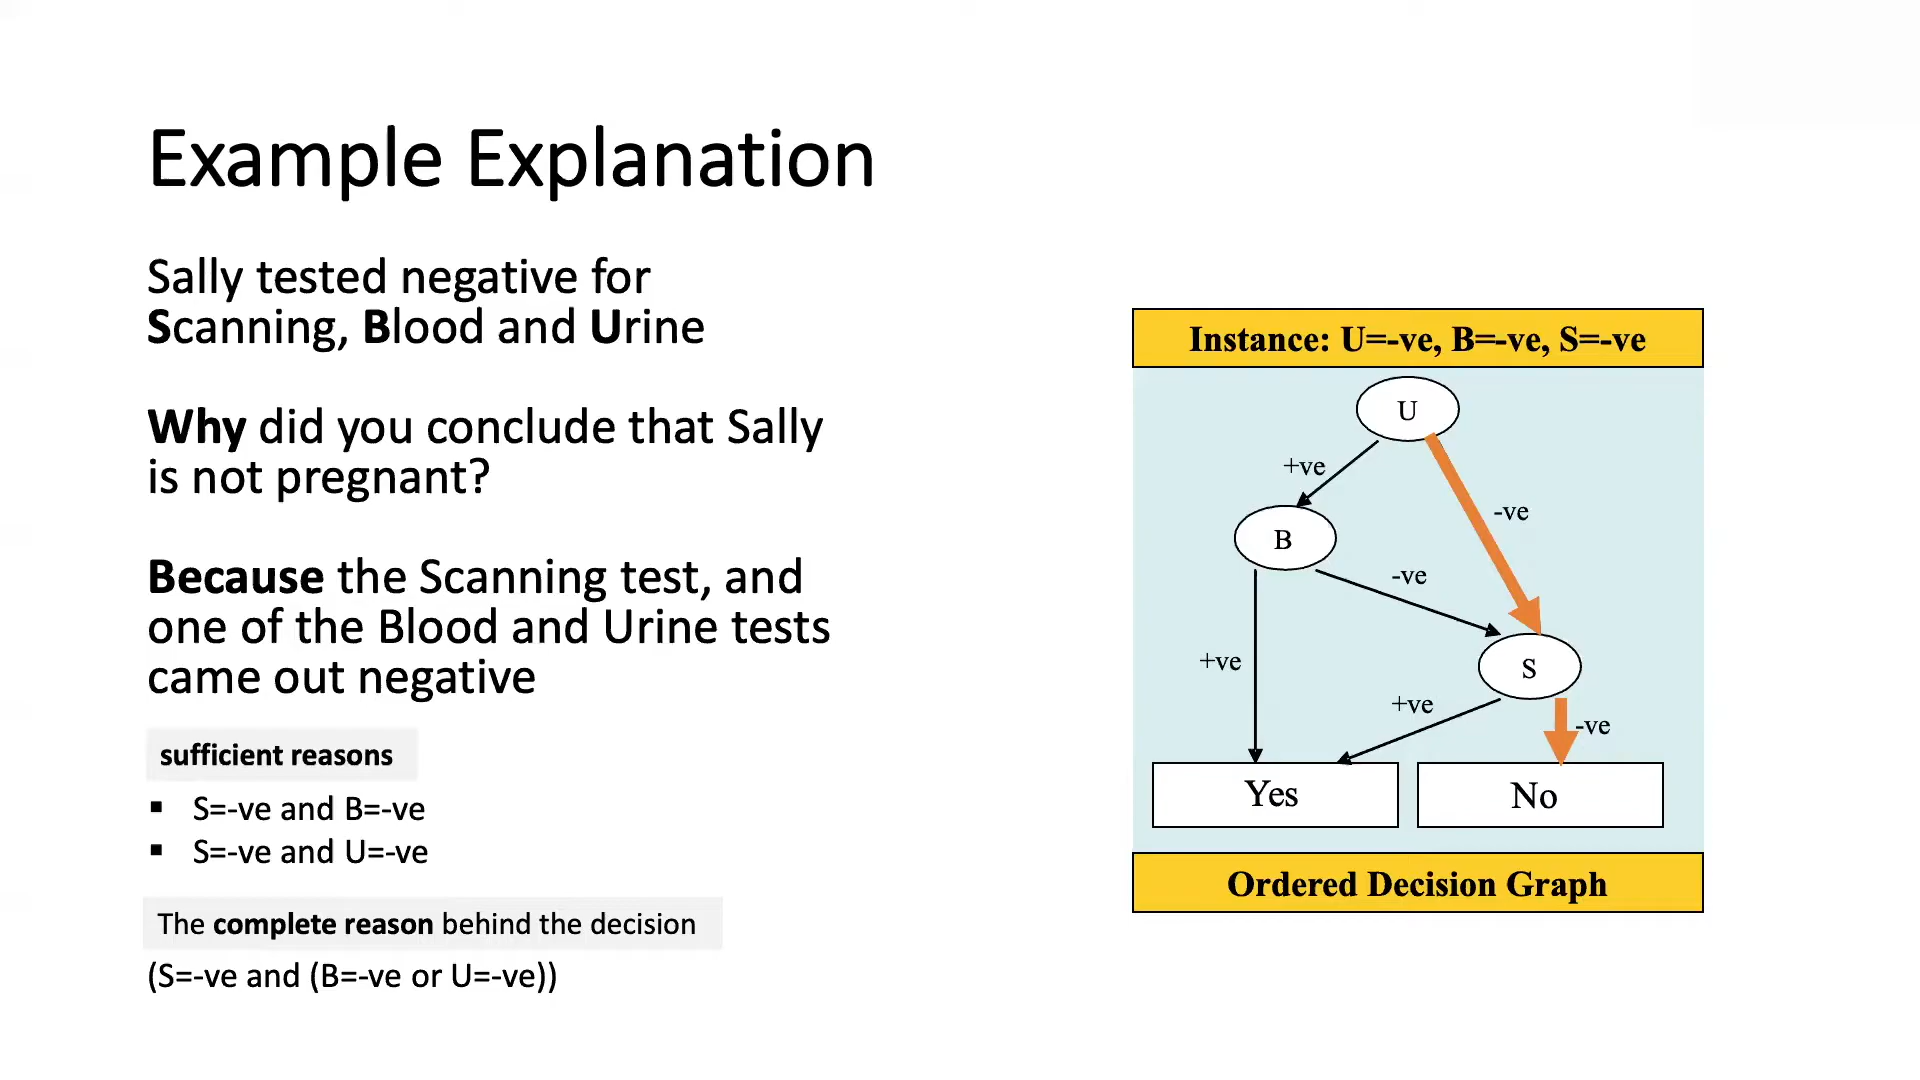 Example Explanation
Sally tested negative for
Scanning, Blood and Urine
Why did you conclude that Sally
is not pregnant?
Because the Scanning test, and
one of the Blood and Urine tests
came out negative
sufficient reasons
▪ S=-ve and B=-ve
▪ S=-ve and U=-ve
The complete reason behind the decision
(S=-ve and (B=-ve or U=-ve))
Instance: U=-ve, B=-ve, S=-ve
U
+ve
-ve
B
-ve
+ve
S
+ve
-ve
Yes
No
Ordered Decision Graph